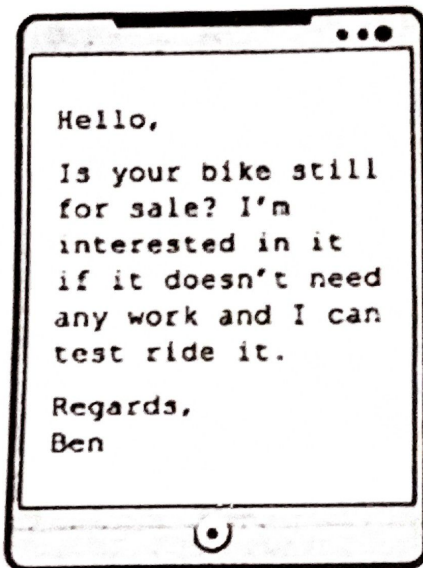 Hello,
Is your bike still
for sale? I'm
interested in it
if it doesn't need
any work and I can
test ride it.
Regards,
Ben